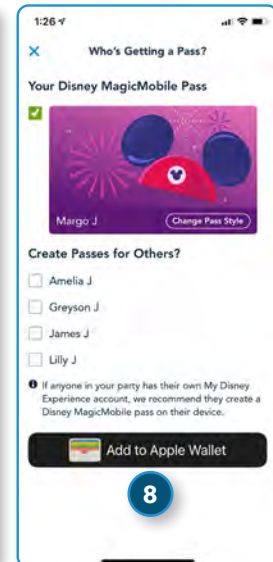 1:26
Who's Getting a Pass?
Your Disney MagicMobile Pass
Margo J
Change Pass Style
Create Passes for Others?
Amelia J
Greyson J
James J
Lilly J
If anyone in your party has their own My Disney
Experience account, we recommend they create a
Disney MagicMobile pass on their device.
Add to Apple Wallet
8